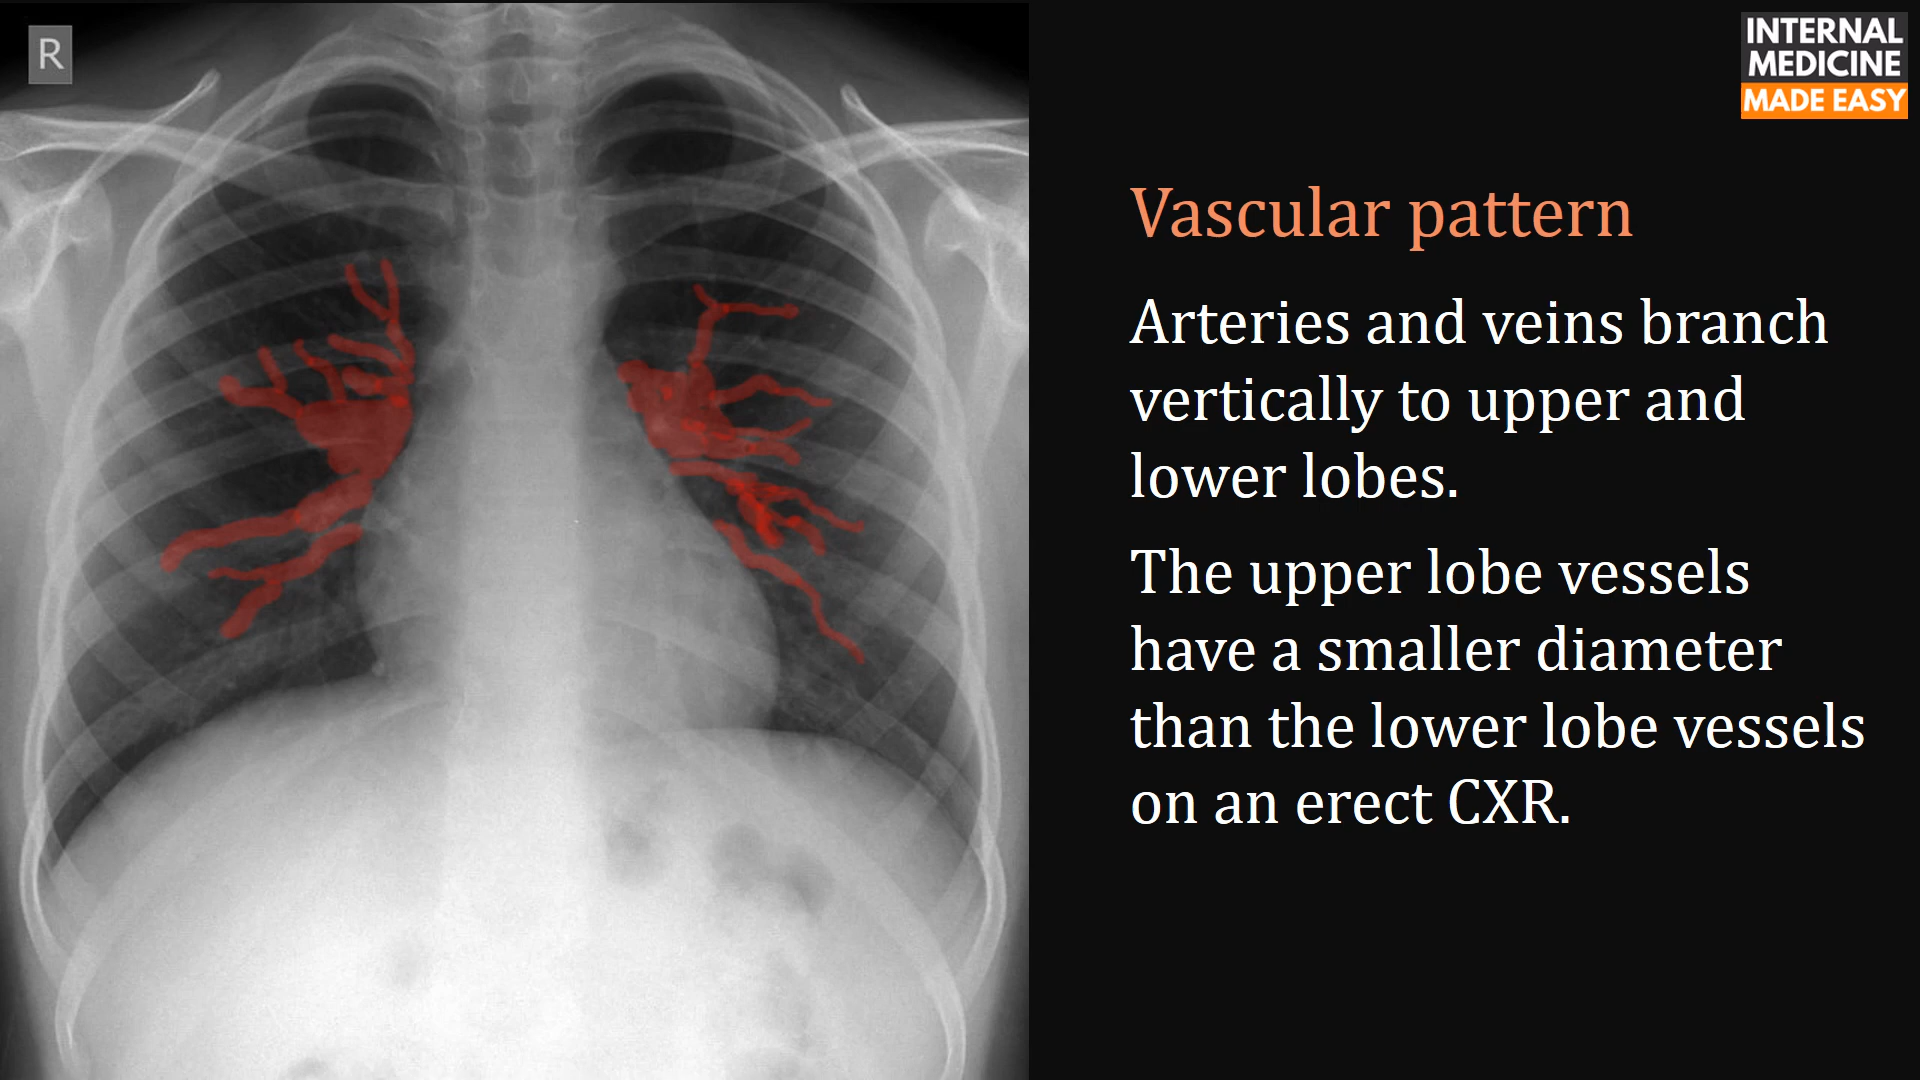 R
INTERNAL
MEDICINE
MADE EASY
Vascular pattern
Arteries and veins branch
vertically to upper and
lower lobes.
The upper lobe vessels
have a smaller diameter
than the lower lobe vessels
on an erect CXR.